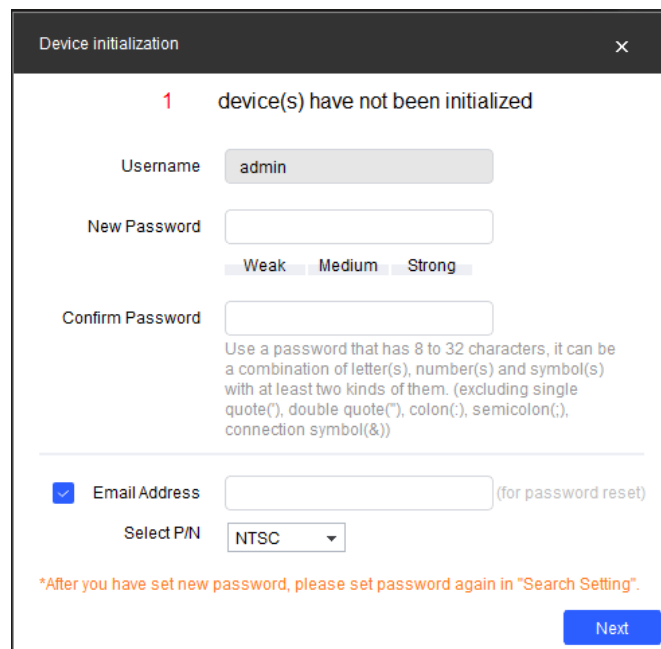 Device initialization
1 device(s) have not been initialized
Username admin
New Password
Weak Medium Strong
Confirm Password
Use a password that has 8 to 32 characters, it can be
a combination of letter(s), number(s) and symbol(s)
with at least two kinds of them. (excluding single
quote('), double quote("), colon(:), semicolon(;),
connection symbol(&))
Email Address (for password reset)
Select P/N NTSC
*After you have set new password, please set password again in "Search Setting".
Next